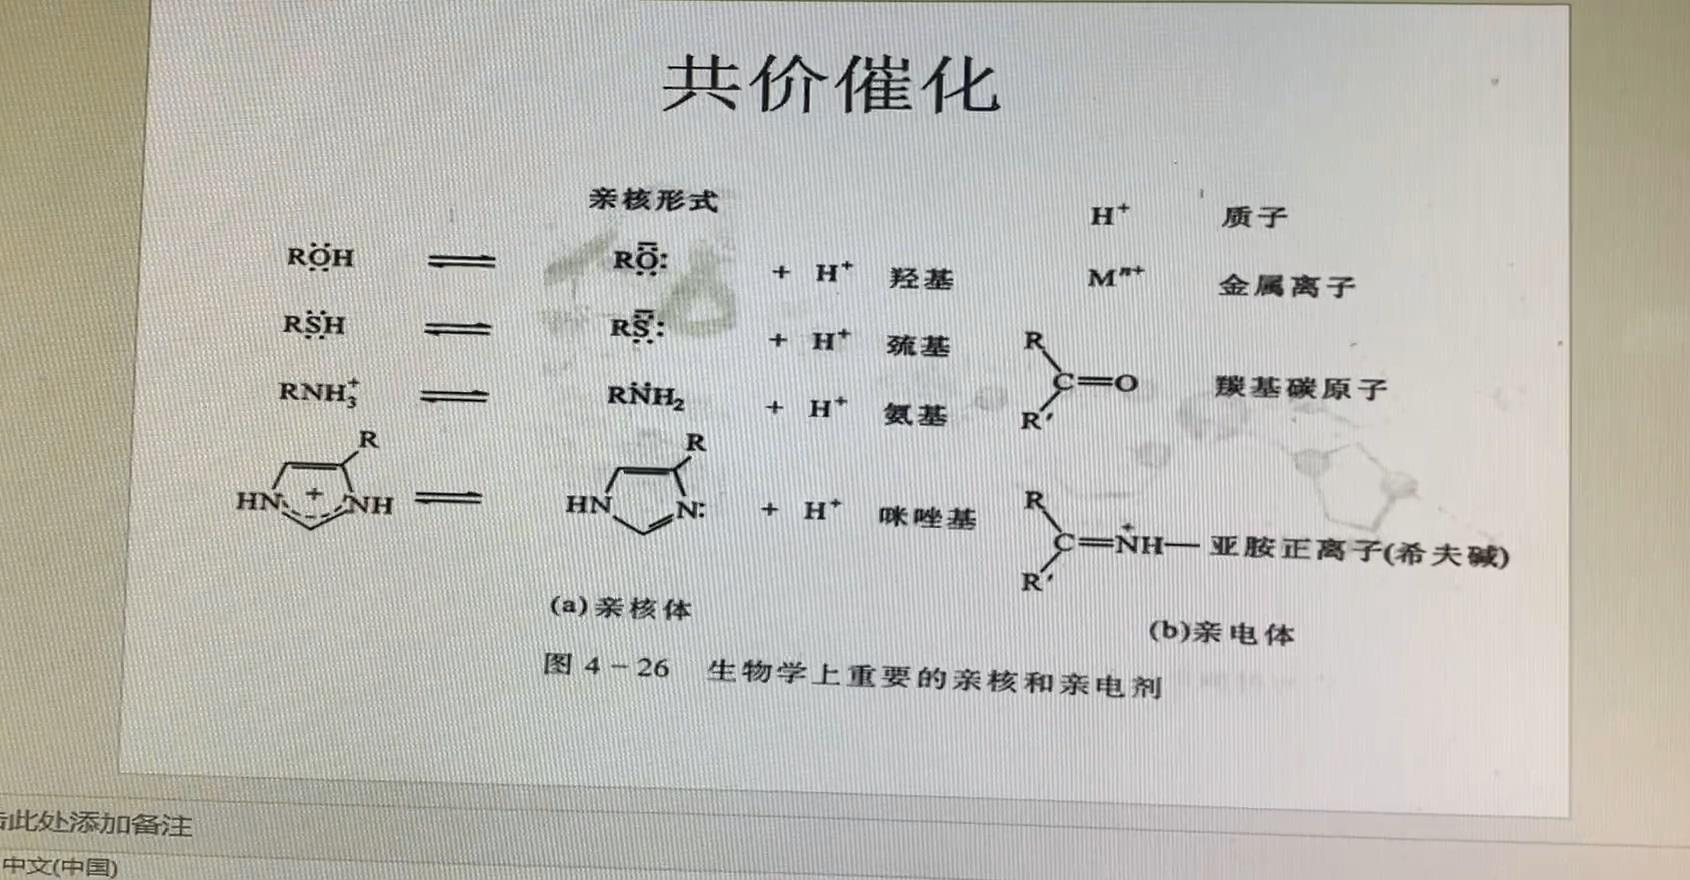 共价催化
亲核形式
ROH ⇌ RO⁻: + H⁺ 羟基
RSH ⇌ RS⁻: + H⁺ 巯基
RNH₃⁺ ⇌ RNH₂ + H⁺ 氨基
R
HN + NH ⇌ R
HN N: + H⁺ 咪唑基
(a)亲核体
H⁺ 质子
Mⁿ⁺ 金属离子
R
C=O 羰基碳原子
R′
R
C=N⁺H— 亚胺正离子(希夫碱)
R′
(b)亲电体
图 4-26 生物学上重要的亲核和亲电剂
此处添加备注
中文(中国)